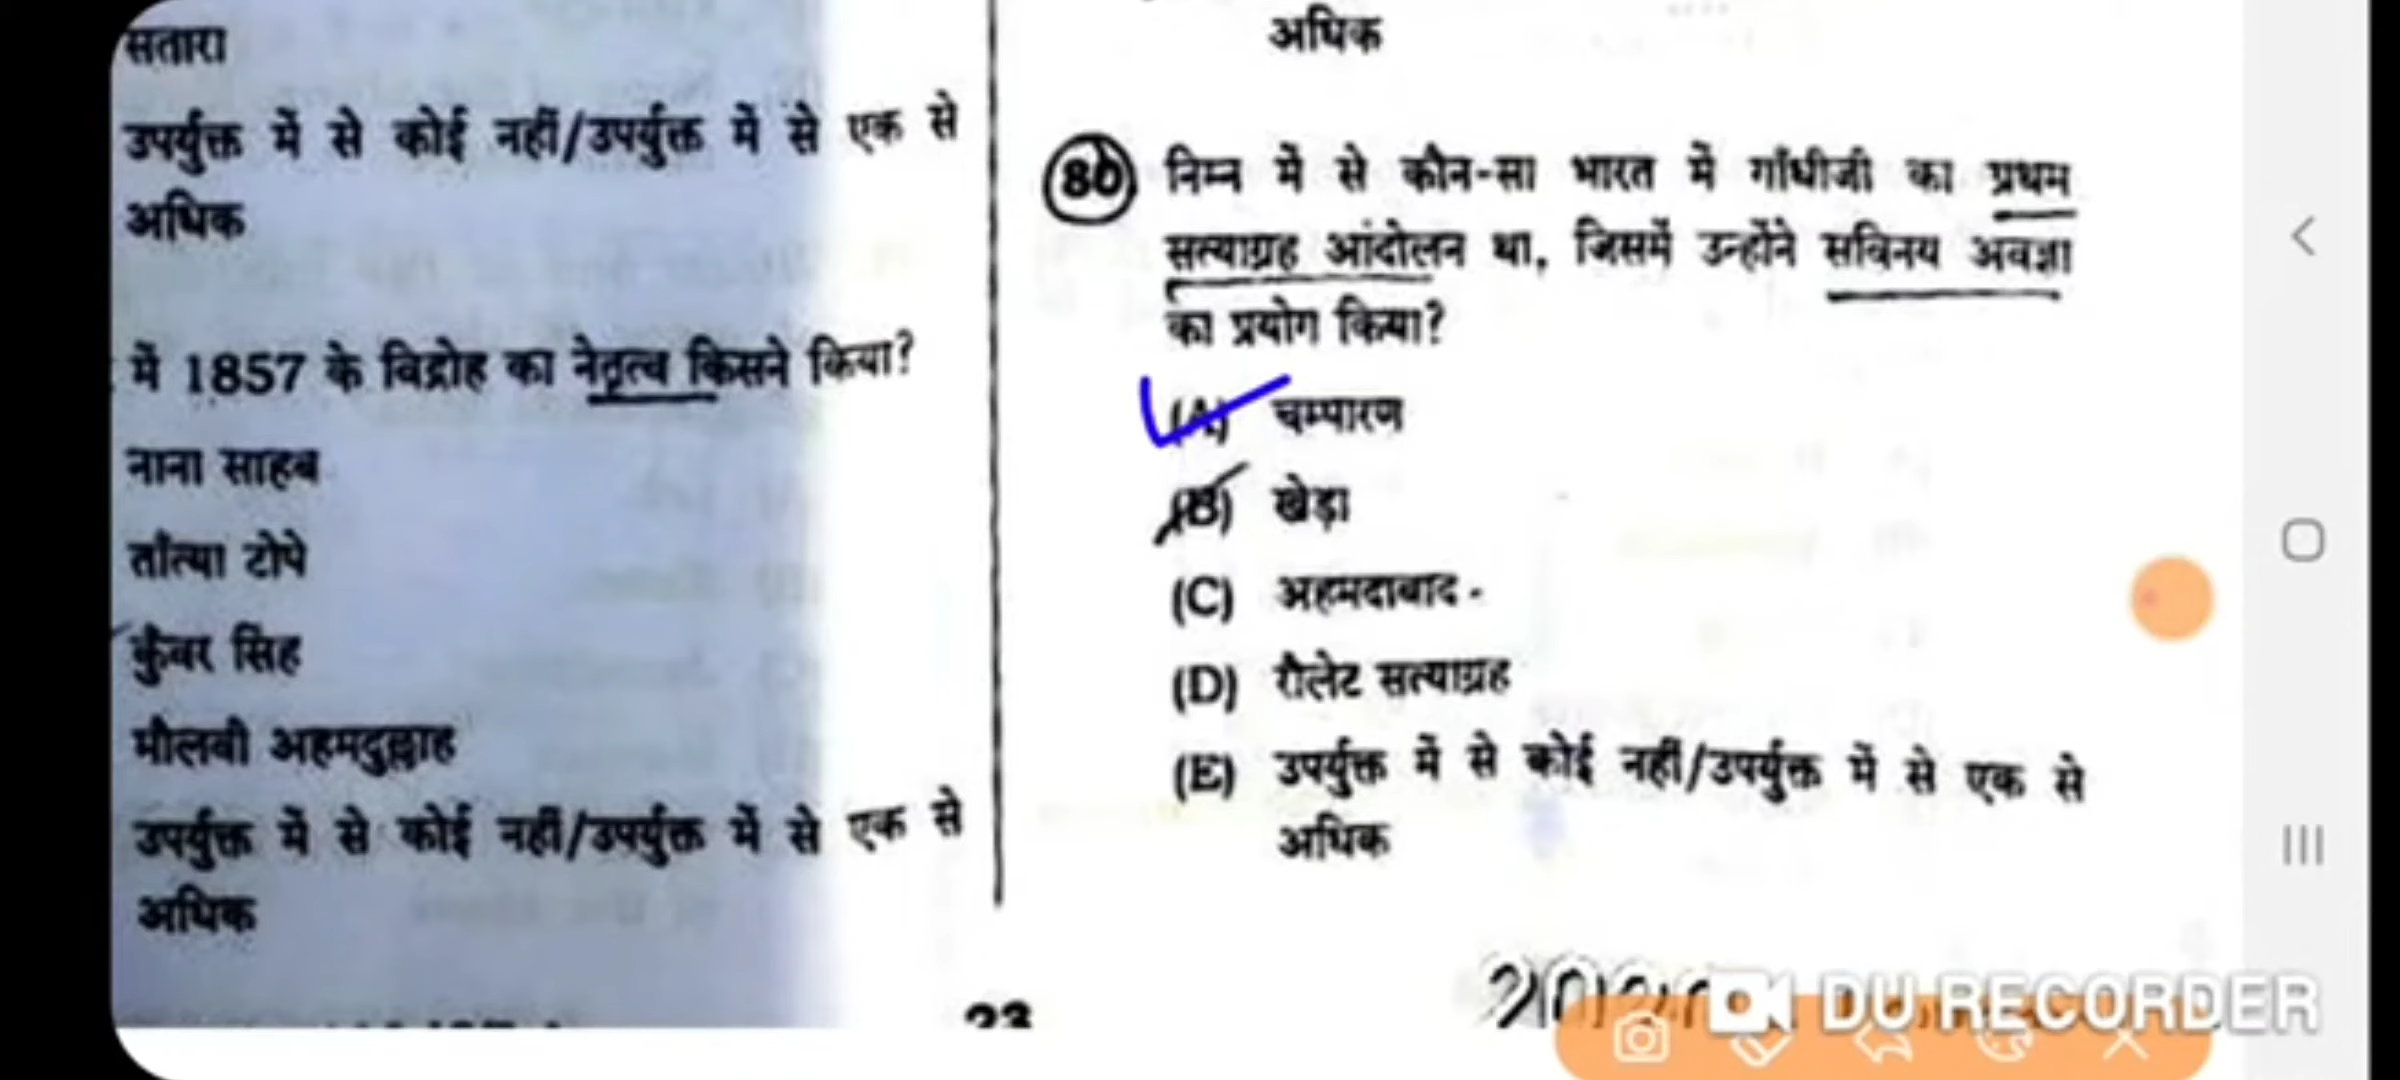 सतारा
उपर्युक्त में से कोई नहीं/उपर्युक्त में से एक से
अधिक
में 1857 के विद्रोह का नेतृत्व किसने किया?
नाना साहब
ताँत्या टोपे
कुँवर सिंह
मौलवी अहमदुल्लाह
उपर्युक्त में से कोई नहीं/उपर्युक्त में से एक से
अधिक
अधिक
80 निम्न में से कौन-सा भारत में गाँधीजी का प्रथम
सत्याग्रह आंदोलन था, जिसमें उन्होंने सविनय अवज्ञा
का प्रयोग किया?
(A) चम्पारण
(B) खेड़ा
(C) अहमदाबाद
(D) रौलेट सत्याग्रह
(E) उपर्युक्त में से कोई नहीं/उपर्युक्त में से एक से
अधिक
23
DU RECORDER